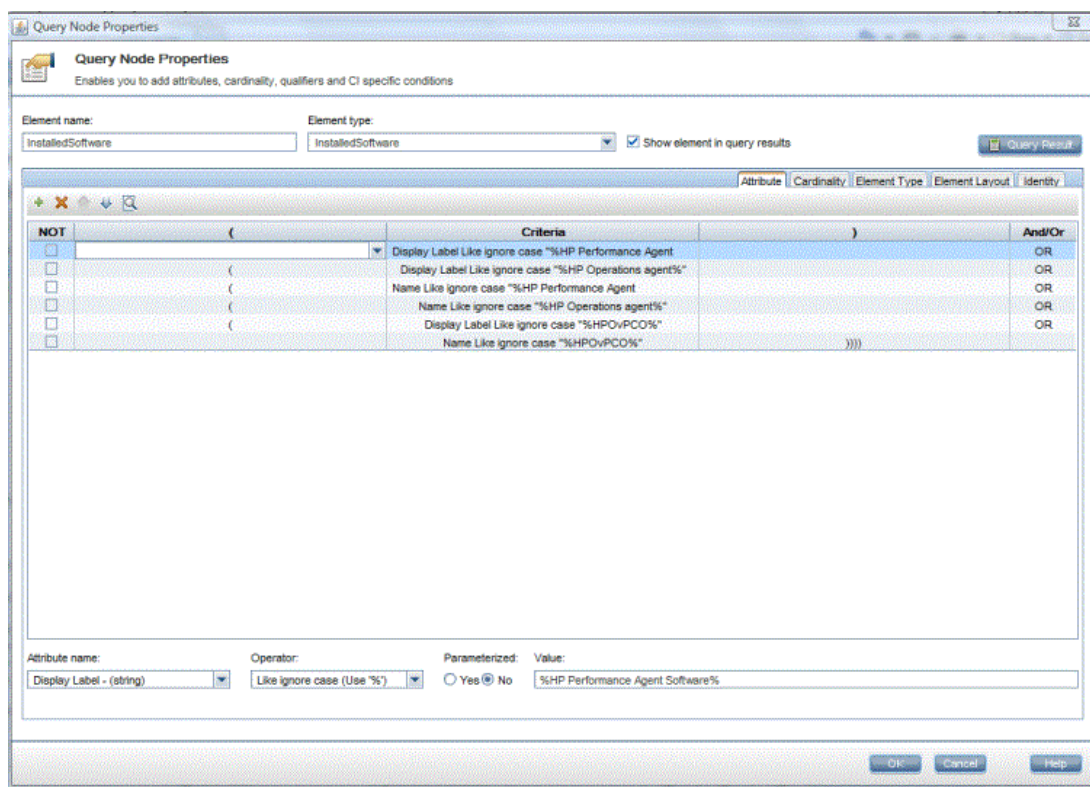 Query Node Properties
Query Node Properties
Enables you to add attributes, cardinality, qualifiers and CI specific conditions
Element name: Element type:
InstalledSoftware InstalledSoftware Show element in query results Query Result
Attribute Cardinality Element Type Element Layout Identity
NOT ( Criteria ) And/Or
Display Label Like ignore case "%HP Performance Agent OR
( Display Label Like ignore case "%HP Operations agent%" OR
( Name Like ignore case "%HP Performance Agent OR
( Name Like ignore case "%HP Operations agent%" OR
( Display Label Like ignore case "%HPOvPCO%" OR
Name Like ignore case "%HPOvPCO%" ))))
Attribute name: Operator: Parameterized: Value:
Display Label - (string) Like ignore case (Use '%') Yes No %HP Performance Agent Software%
OK Cancel Help